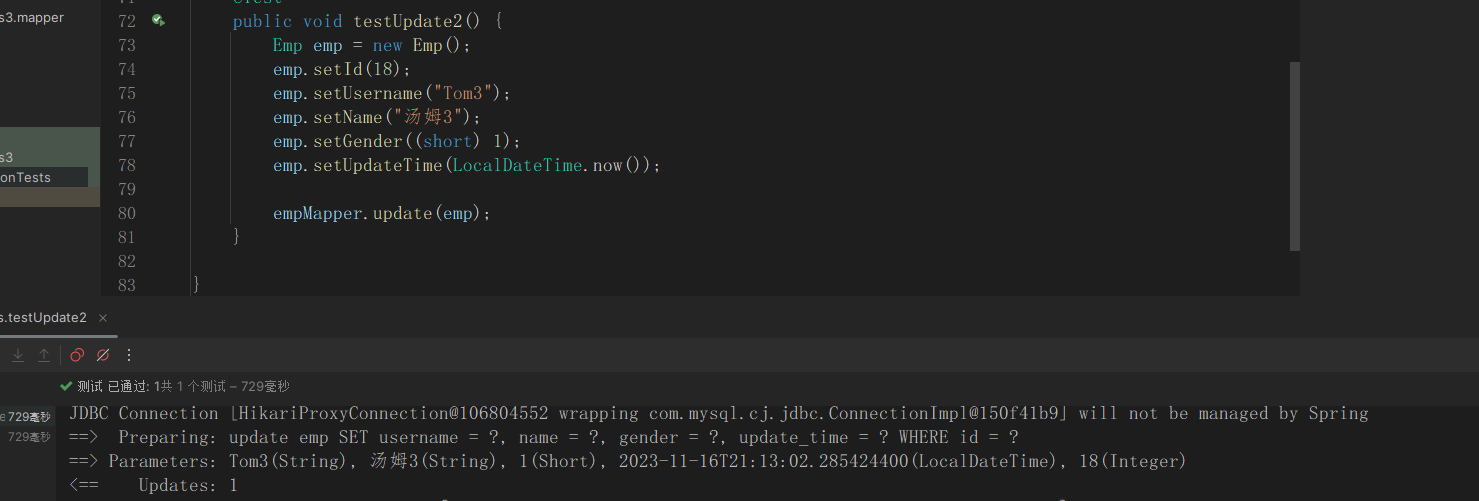 s3.mapper
72 public void testUpdate2() {
73 Emp emp = new Emp();
74 emp.setId(18);
75 emp.setUsername("Tom3");
76 emp.setName("汤姆3");
77 emp.setGender((short) 1);
s3
78 emp.setUpdateTime(LocalDateTime.now());
onTests
79
80 empMapper.update(emp);
81 }
82
83 }
s.testUpdate2 ×
测试 已通过: 1共 1 个测试 – 729毫秒
e 729毫秒
JDBC Connection [HikariProxyConnection@106804552 wrapping com.mysql.cj.jdbc.ConnectionImpl@150f41b9] will not be managed by Spring
729毫秒
==> Preparing: update emp SET username = ?, name = ?, gender = ?, update_time = ? WHERE id = ?
==> Parameters: Tom3(String), 汤姆3(String), 1(Short), 2023-11-16T21:13:02.285424400(LocalDateTime), 18(Integer)
<== Updates: 1